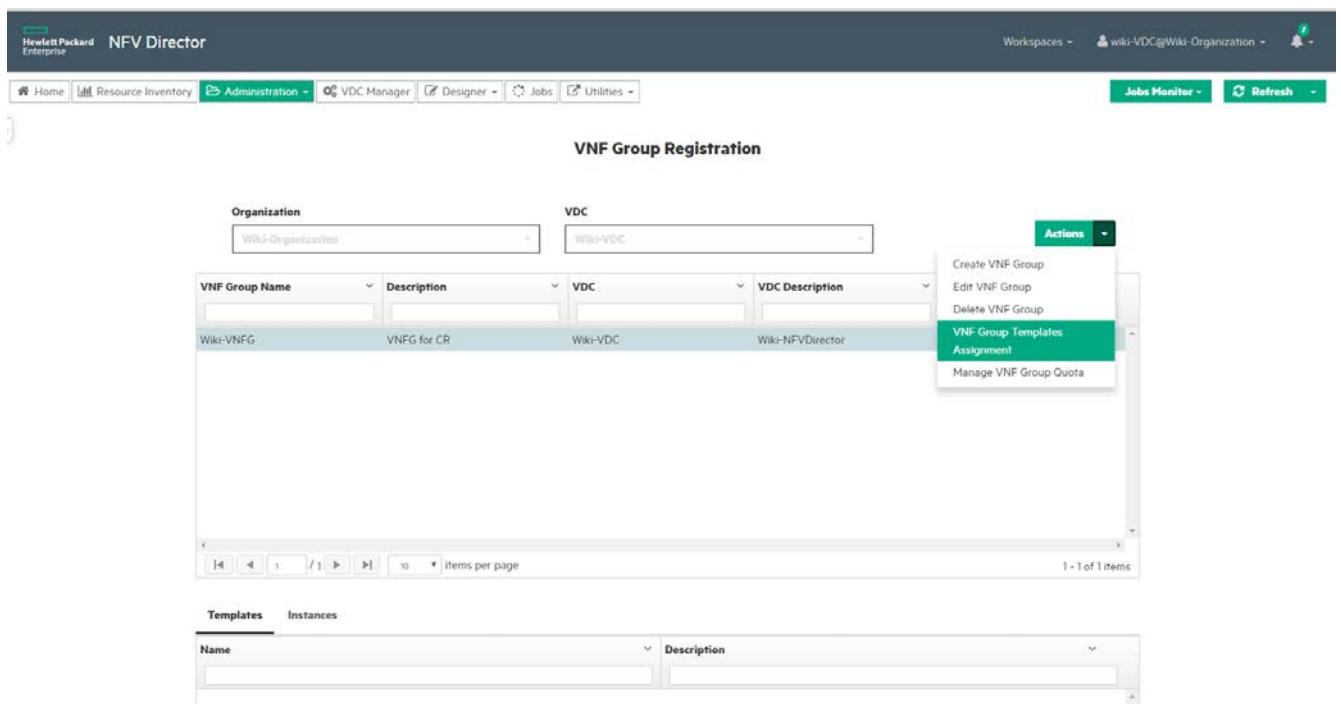 Hewlett Packard
Enterprise
NFV Director
Workspaces
wiki-VDC@Wiki-Organization
Home
Resource Inventory
Administration
VDC Manager
Designer
Jobs
Utilities
Jobs Monitor
Refresh
VNF Group Registration
Organization
VDC
Wiki-Organization
Wiki-VDC
Actions
Create VNF Group
Edit VNF Group
Delete VNF Group
VNF Group Templates
Assignment
Manage VNF Group Quota
VNF Group Name
Description
VDC
VDC Description
Wiki-VNFG
VNFG for CR
Wiki-VDC
Wiki-NFVDirector
1
/ 1
10
items per page
1 - 1 of 1 items
Templates
Instances
Name
Description